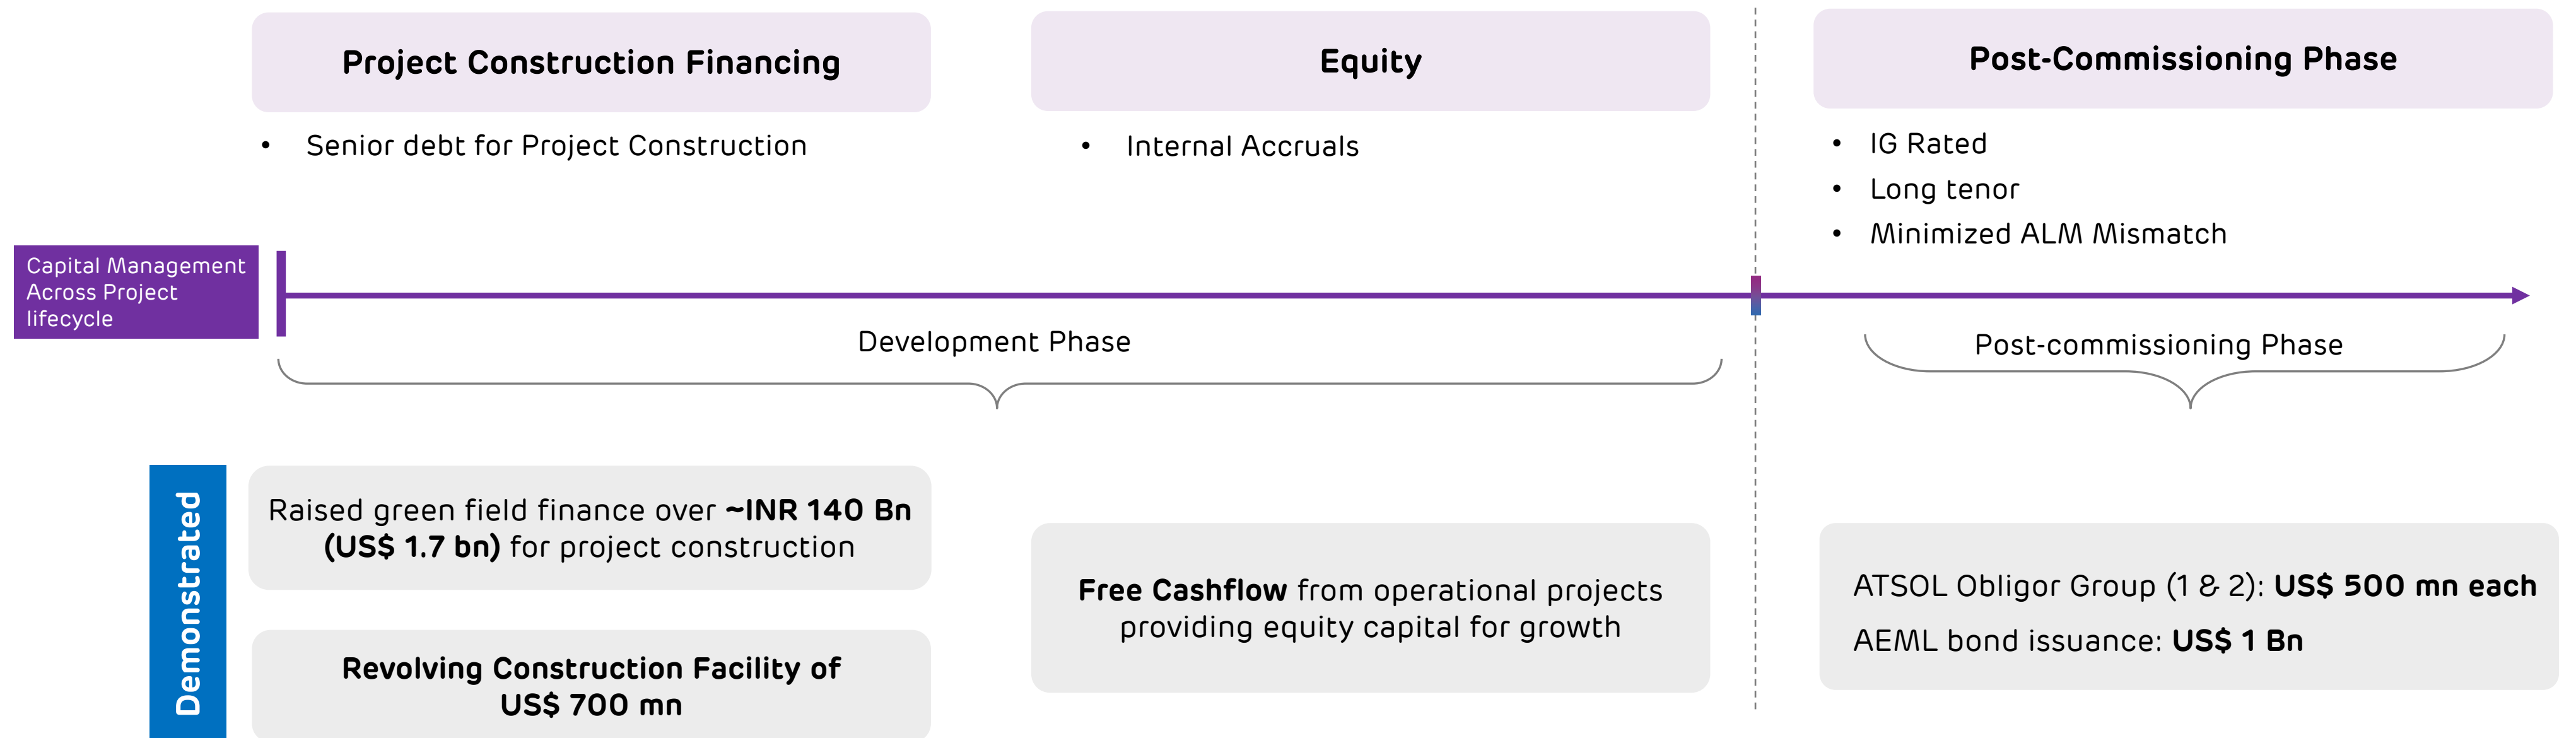 Project Construction Financing
Equity
Post-Commissioning Phase
• Senior debt for Project Construction
• Internal Accruals
• IG Rated
• Long tenor
• Minimized ALM Mismatch
Capital Management
Across Project
lifecycle
Development Phase
Post-commissioning Phase
Demonstrated
Raised green field finance over ~INR 140 Bn
(US$ 1.7 bn) for project construction
Revolving Construction Facility of
US$ 700 mn
Free Cashflow from operational projects
providing equity capital for growth
ATSOL Obligor Group (1 & 2): US$ 500 mn each
AEML bond issuance: US$ 1 Bn